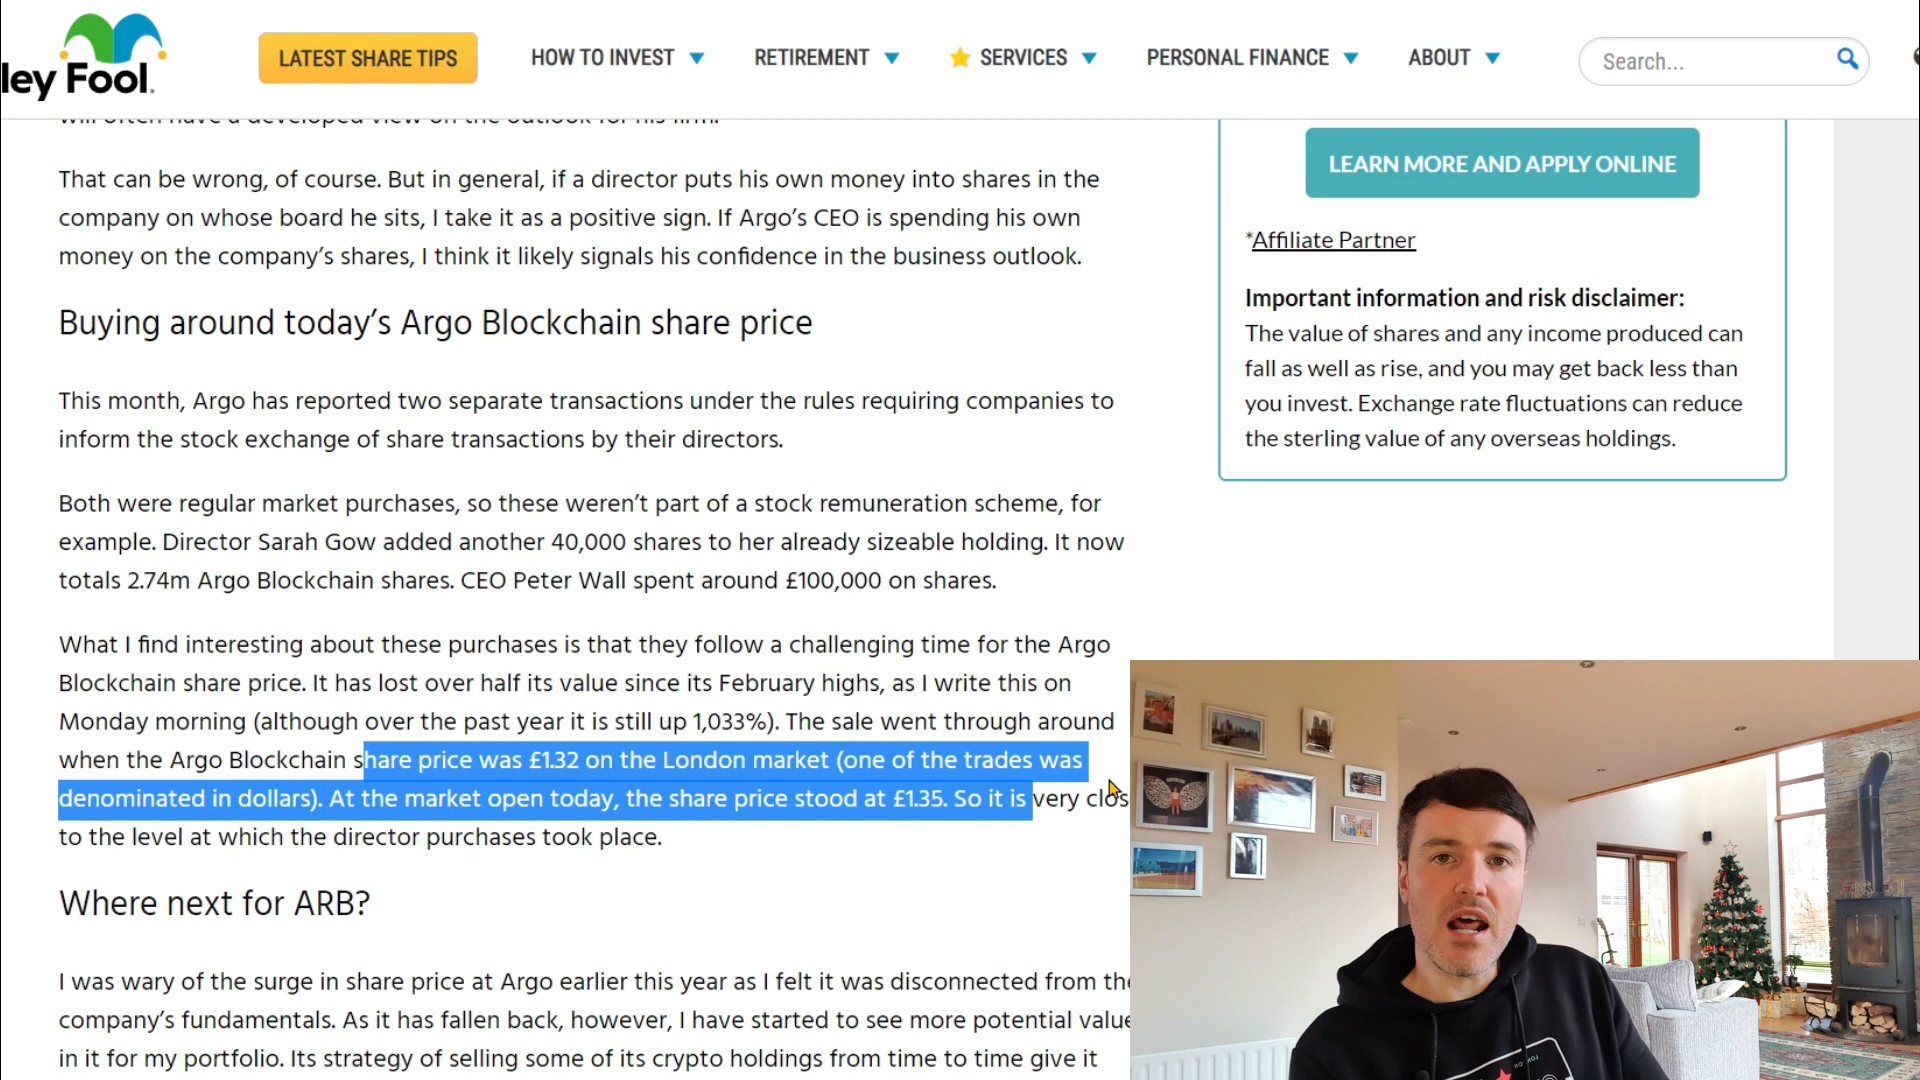 ley Fool.
LATEST SHARE TIPS
HOW TO INVEST
RETIREMENT
SERVICES
PERSONAL FINANCE
ABOUT
Search...
will often have a developed view on the outlook for his firm.
That can be wrong, of course. But in general, if a director puts his own money into shares in the
company on whose board he sits, I take it as a positive sign. If Argo’s CEO is spending his own
money on the company’s shares, I think it likely signals his confidence in the business outlook.
Buying around today’s Argo Blockchain share price
This month, Argo has reported two separate transactions under the rules requiring companies to
inform the stock exchange of share transactions by their directors.
Both were regular market purchases, so these weren’t part of a stock remuneration scheme, for
example. Director Sarah Gow added another 40,000 shares to her already sizeable holding. It now
totals 2.74m Argo Blockchain shares. CEO Peter Wall spent around £100,000 on shares.
What I find interesting about these purchases is that they follow a challenging time for the Argo
Blockchain share price. It has lost over half its value since its February highs, as I write this on
Monday morning (although over the past year it is still up 1,033%). The sale went through around
when the Argo Blockchain share price was £1.32 on the London market (one of the trades was
denominated in dollars). At the market open today, the share price stood at £1.35. So it is very clos
to the level at which the director purchases took place.
Where next for ARB?
I was wary of the surge in share price at Argo earlier this year as I felt it was disconnected from the
company’s fundamentals. As it has fallen back, however, I have started to see more potential value
in it for my portfolio. Its strategy of selling some of its crypto holdings from time to time give it
LEARN MORE AND APPLY ONLINE
*Affiliate Partner
Important information and risk disclaimer:
The value of shares and any income produced can
fall as well as rise, and you may get back less than
you invest. Exchange rate fluctuations can reduce
the sterling value of any overseas holdings.